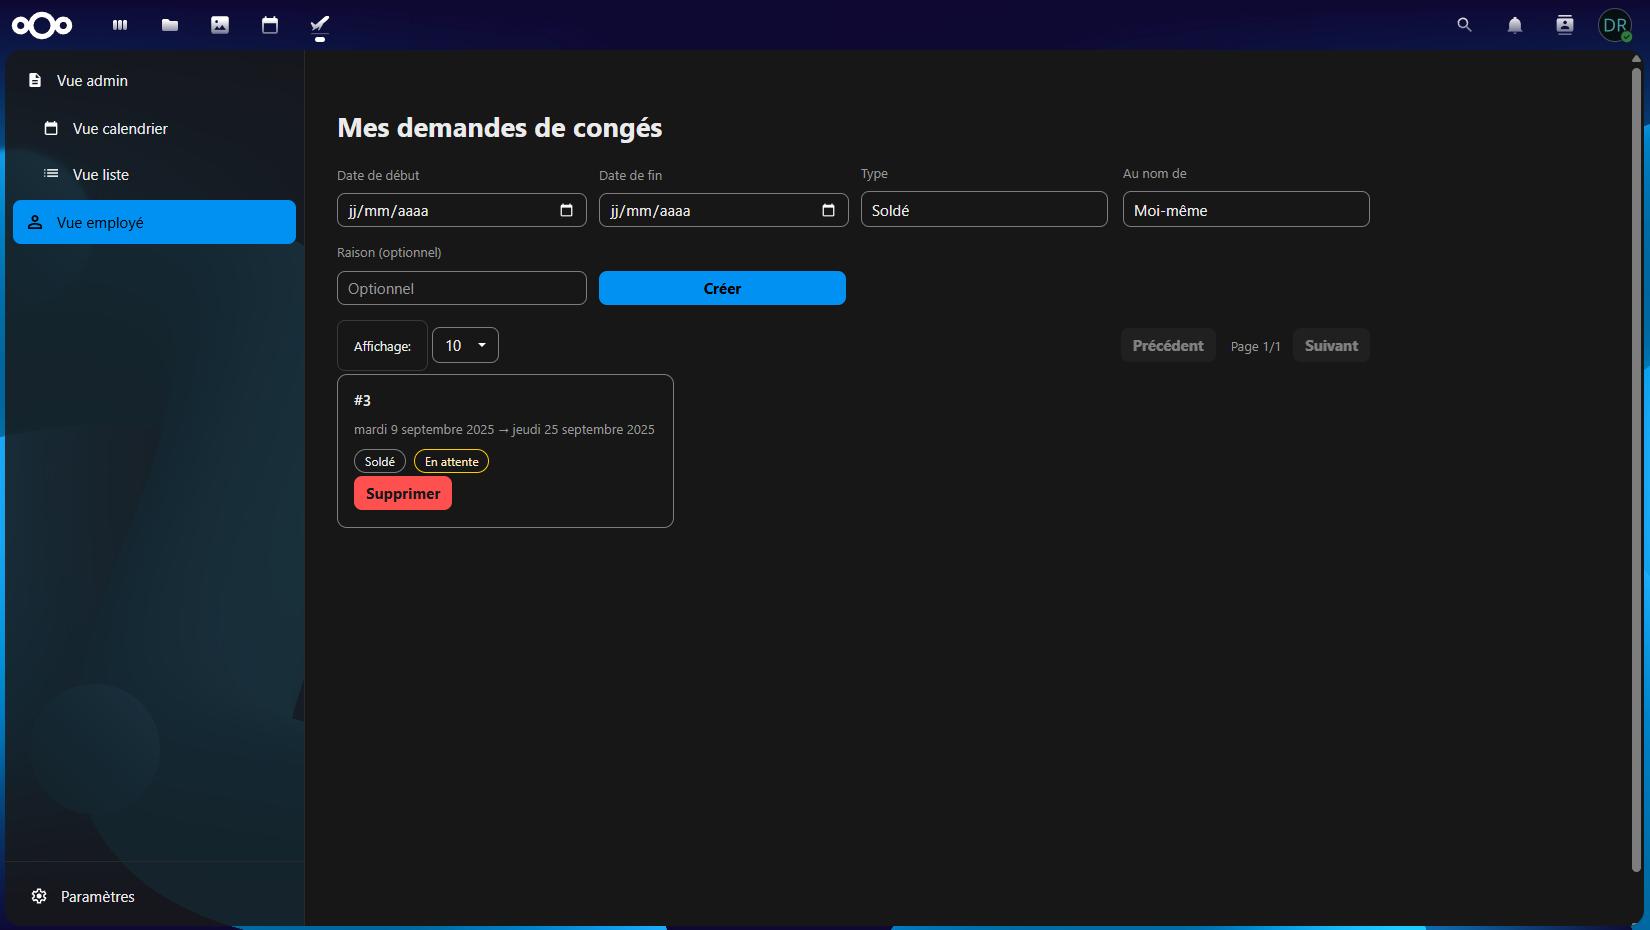 DR
Vue admin
Vue calendrier
Vue liste
Vue employé
Paramètres
Mes demandes de congés
Date de début
Date de fin
Type
Au nom de
jj/mm/aaaa
jj/mm/aaaa
Soldé
Moi-même
Raison (optionnel)
Optionnel
Créer
Affichage:
10
Précédent
Page 1/1
Suivant
#3
mardi 9 septembre 2025 → jeudi 25 septembre 2025
Soldé
En attente
Supprimer